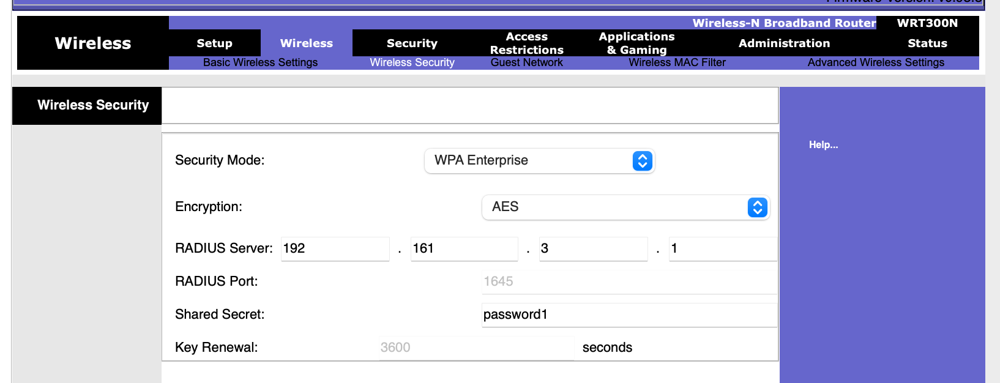 Wireless-N Broadband Router WRT300N
Wireless
Setup Wireless Security Access Restrictions Applications & Gaming Administration Status
Basic Wireless Settings Wireless Security Guest Network Wireless MAC Filter Advanced Wireless Settings
Wireless Security
Help...
Security Mode: WPA Enterprise
Encryption: AES
RADIUS Server: 192 . 161 . 3 . 1
RADIUS Port: 1645
Shared Secret: password1
Key Renewal: 3600 seconds